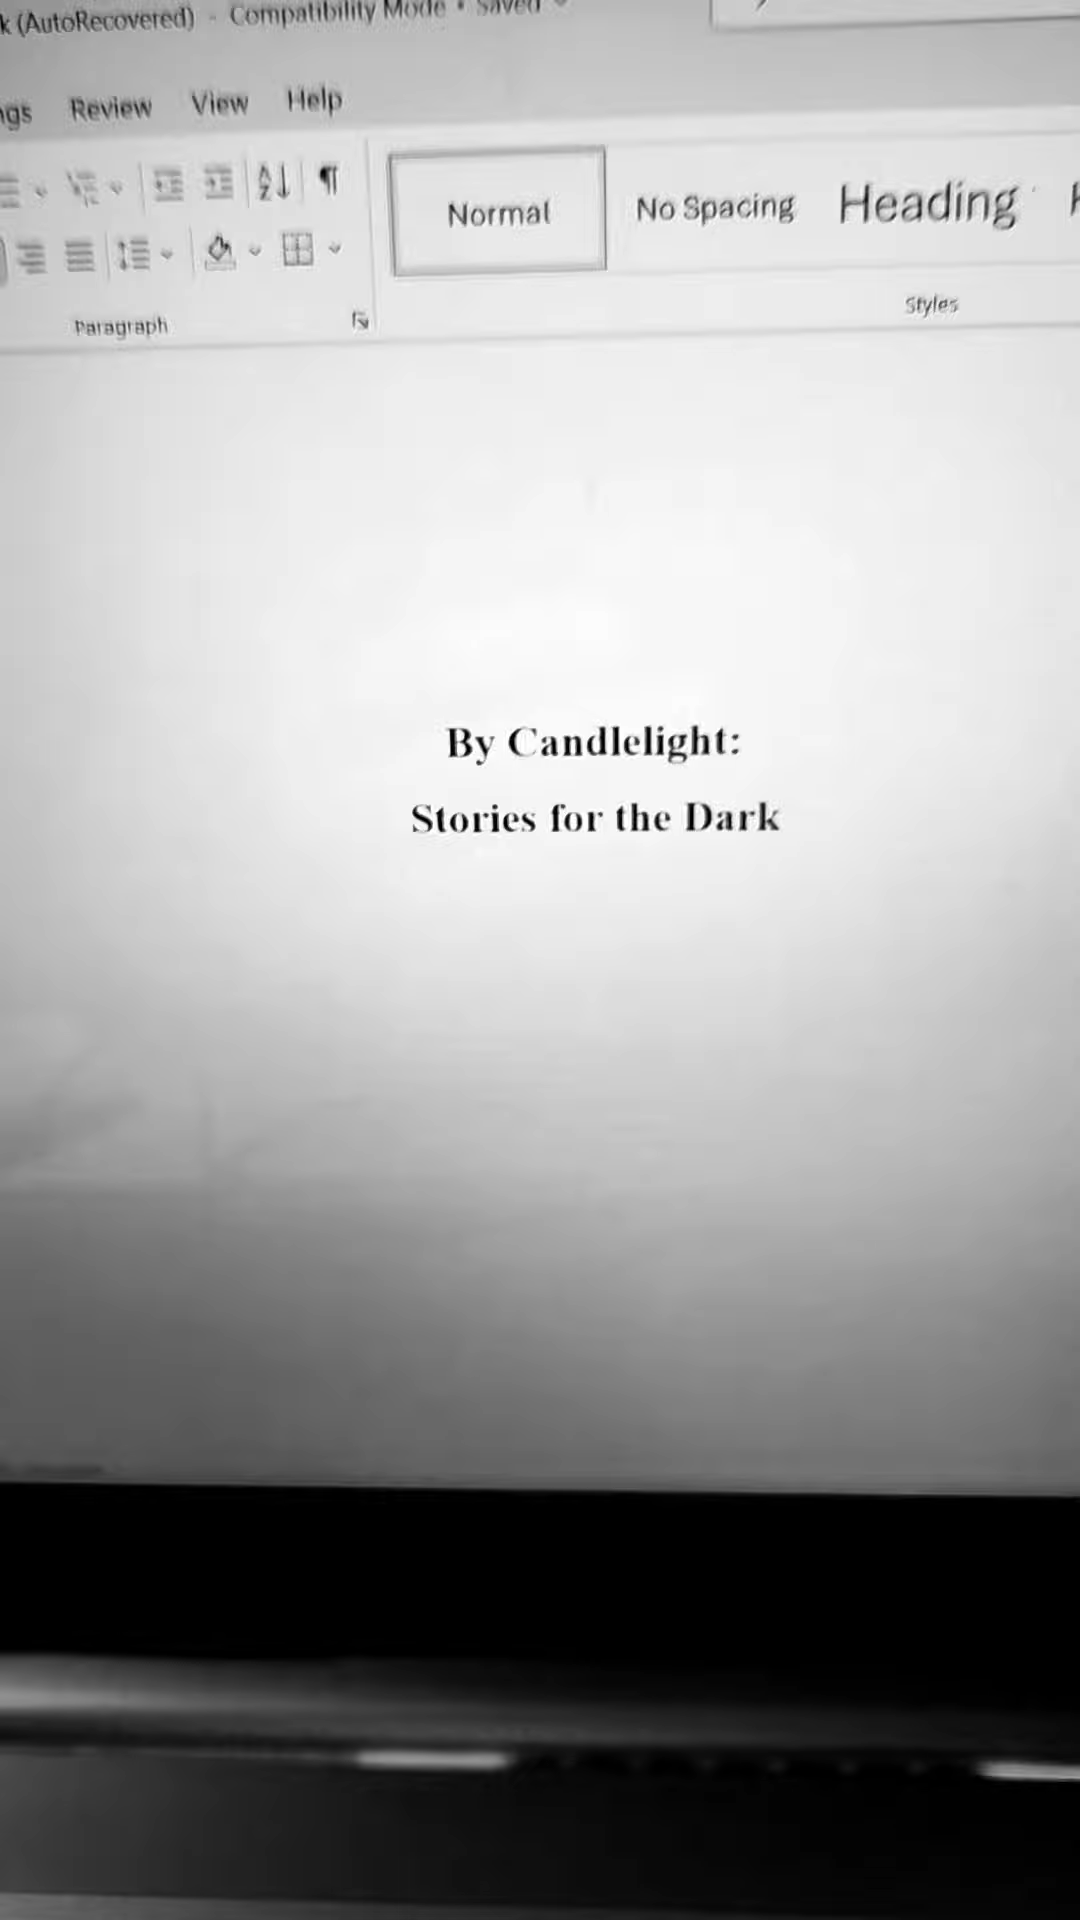 k (AutoRecovered) - Compatibility Mode • Saved
ngs Review View Help
Normal No Spacing Heading
Paragraph Styles
By Candlelight:
Stories for the Dark